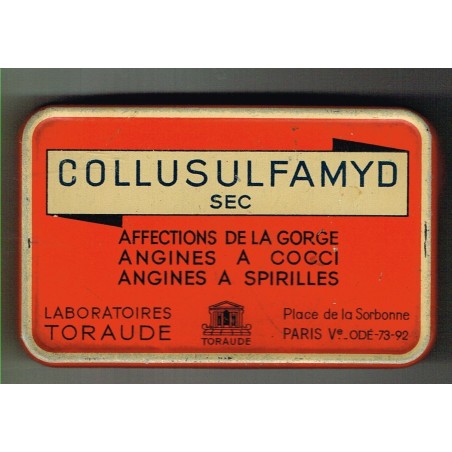 COLLUSULFAMYD
SEC
AFFECTIONS DE LA GORGE
ANGINES A COCCI
ANGINES A SPIRILLES
LABORATOIRES
TORAUDE
TORAUDE
Place de la Sorbonne
PARIS Ve_ODÉ-73-92